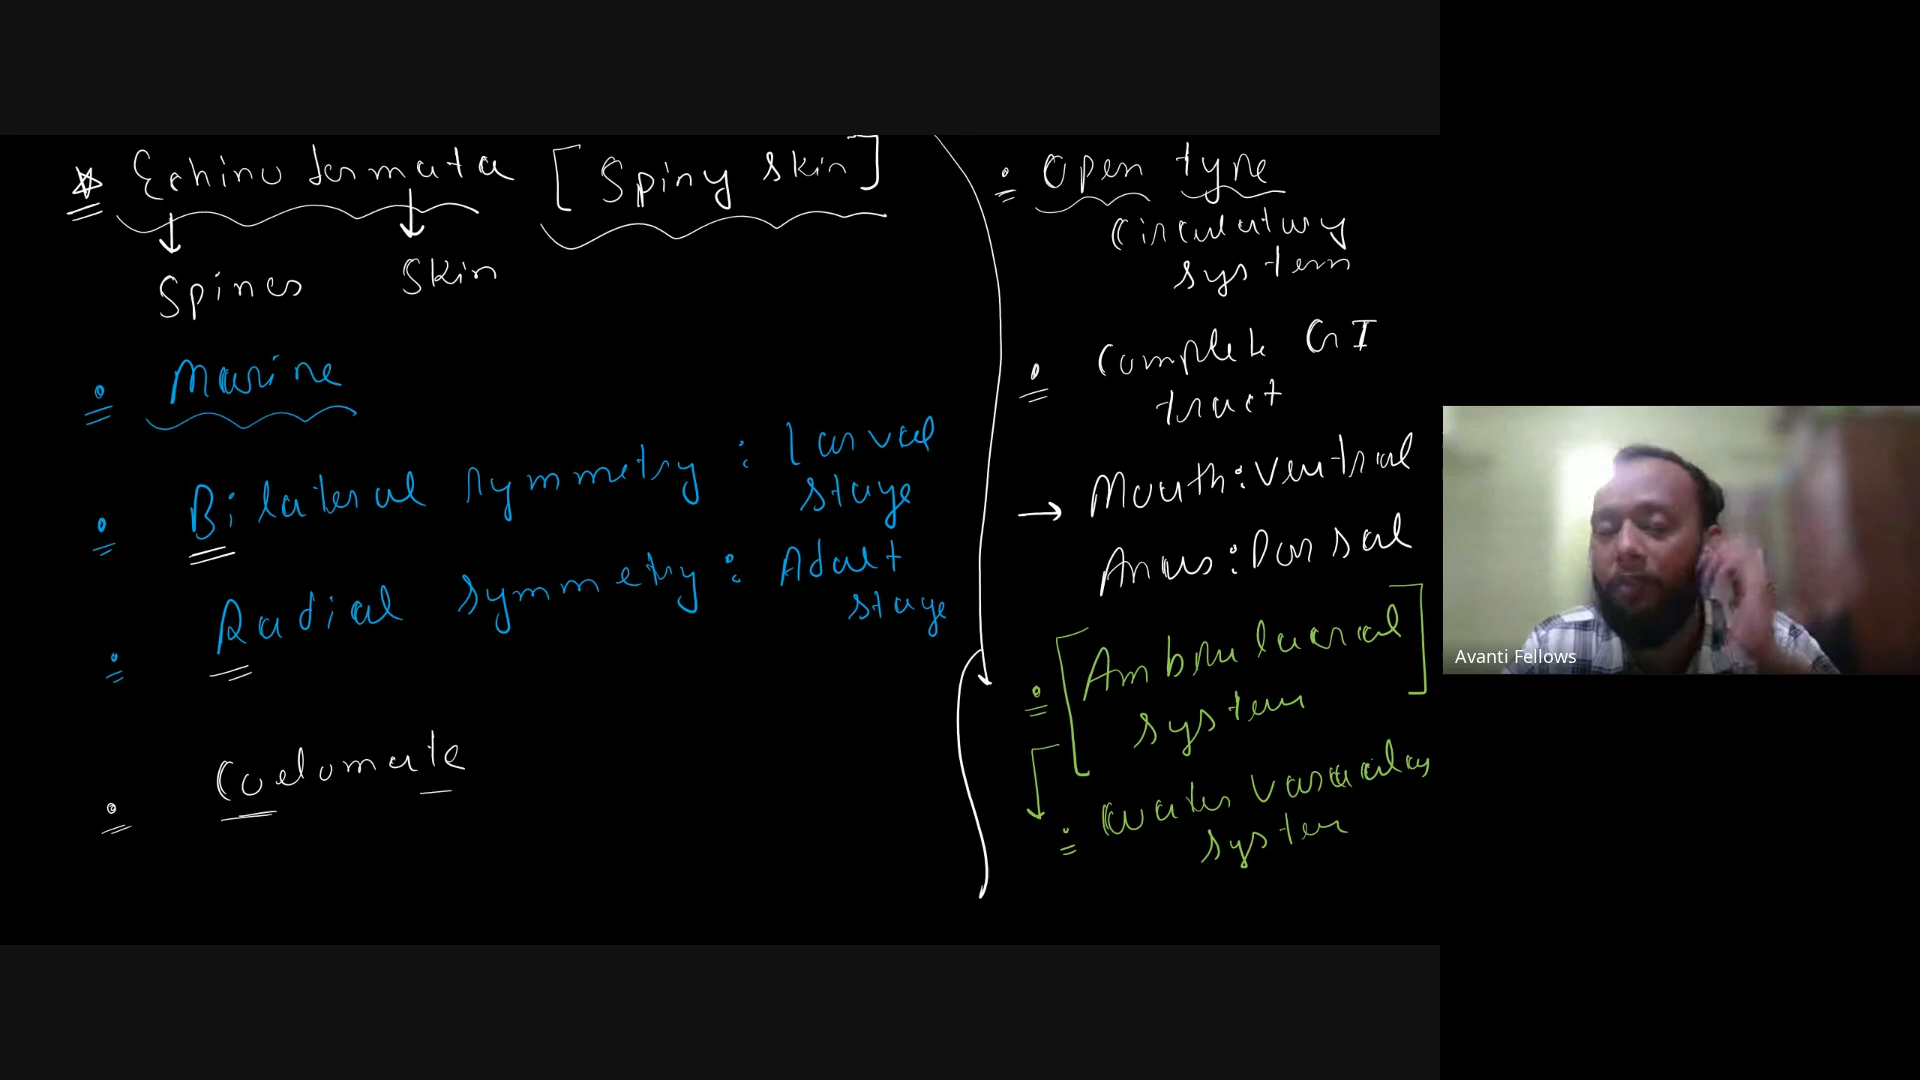 Echinodermata [Spiny skin]
Spines Skin
Marine
Bilateral symmetry : Larval
stage
Radial symmetry : Adult
stage
Coelomate
Open type
Circulatory
system
Complete GI
tract
→ Mouth : Ventral
Anus : Dorsal
[Ambulacral
system]
Water vascular
system
Avanti Fellows